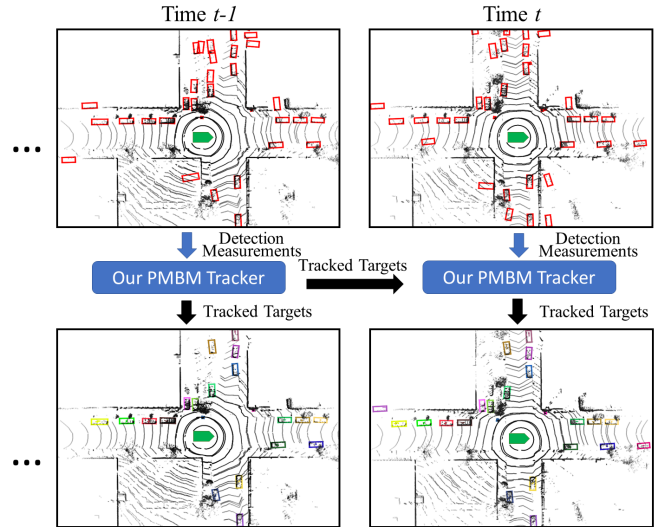 Time t-1
Time t
...
Detection
Measurements
Detection
Measurements
Our PMBM Tracker
Tracked Targets
Our PMBM Tracker
Tracked Targets
Tracked Targets
...